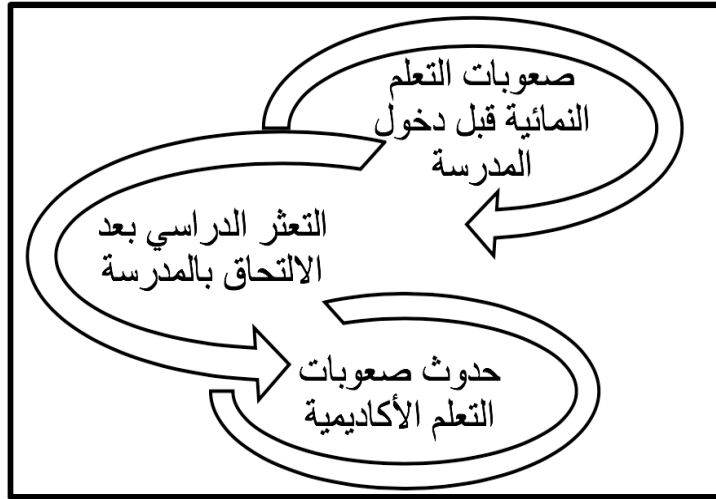 صعوبات التعلم
النمائية قبل دخول
المدرسة
التعثر الدراسي بعد
الالتحاق بالمدرسة
حدوث صعوبات
التعلم الأكاديمية